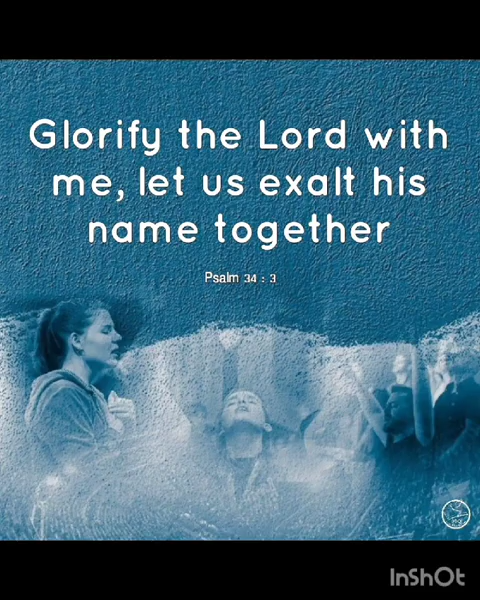 Glorify the Lord with
me, let us exalt his
name together
Psalm 34 : 3
InShOt